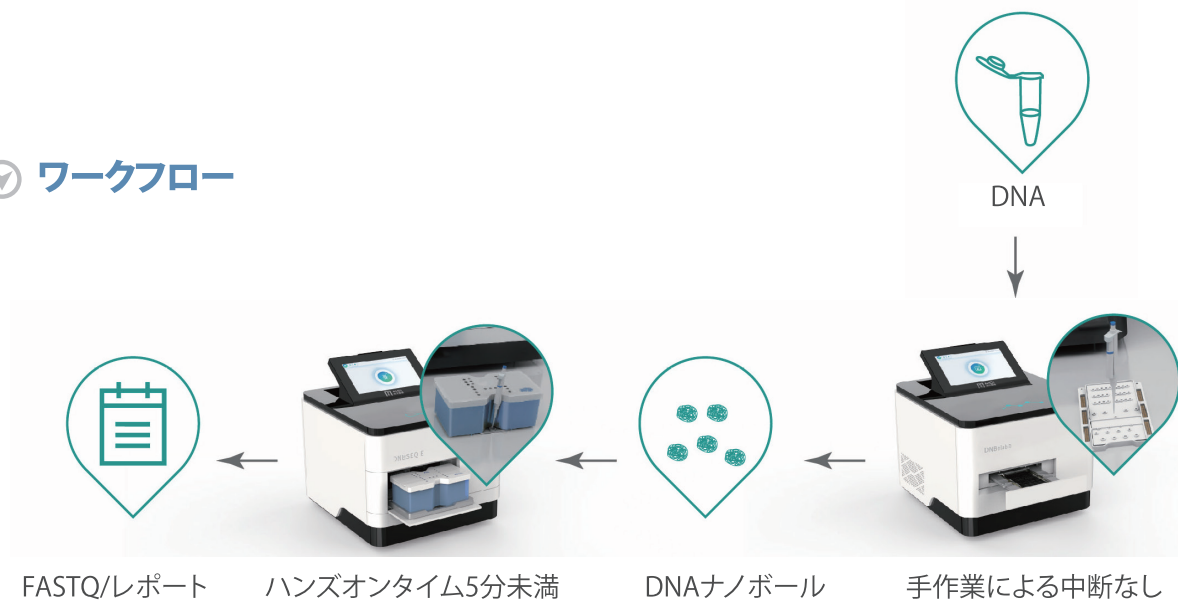 ワークフロー
DNA
FASTQ/レポート
ハンズオンタイム5分未満
DNAナノボール
手作業による中断なし